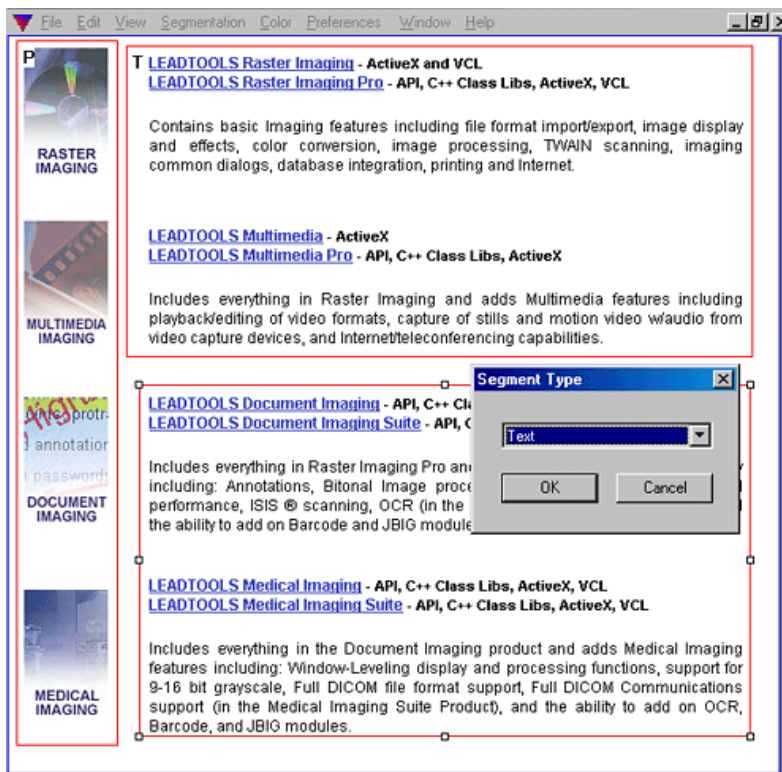 File Edit View Segmentation Color Preferences Window Help
P
RASTER
IMAGING
MULTIMEDIA
IMAGING
protr
annotation
password
DOCUMENT
IMAGING
MEDICAL
IMAGING
T LEADTOOLS Raster Imaging - ActiveX and VCL
LEADTOOLS Raster Imaging Pro - API, C++ Class Libs, ActiveX, VCL
Contains basic Imaging features including file format import/export, image display
and effects, color conversion, image processing, TWAIN scanning, imaging
common dialogs, database integration, printing and Internet.
LEADTOOLS Multimedia - ActiveX
LEADTOOLS Multimedia Pro - API, C++ Class Libs, ActiveX
Includes everything in Raster Imaging and adds Multimedia features including
playback/editing of video formats, capture of stills and motion video w/audio from
video capture devices, and Internet/teleconferencing capabilities.
LEADTOOLS Document Imaging - API, C++ Cl
LEADTOOLS Document Imaging Suite - API, C
Includes everything in Raster Imaging Pro an
including: Annotations, Bitonal Image proce
performance, ISIS ® scanning, OCR (in the
the ability to add on Barcode and JBIG module
Segment Type
Text
OK Cancel
LEADTOOLS Medical Imaging - API, C++ Class Libs, ActiveX, VCL
LEADTOOLS Medical Imaging Suite - API, C++ Class Libs, ActiveX, VCL
Includes everything in the Document Imaging product and adds Medical Imaging
features including: Window-Leveling display and processing functions, support for
9-16 bit grayscale, Full DICOM file format support, Full DICOM Communications
support (in the Medical Imaging Suite Product), and the ability to add on OCR,
Barcode, and JBIG modules.